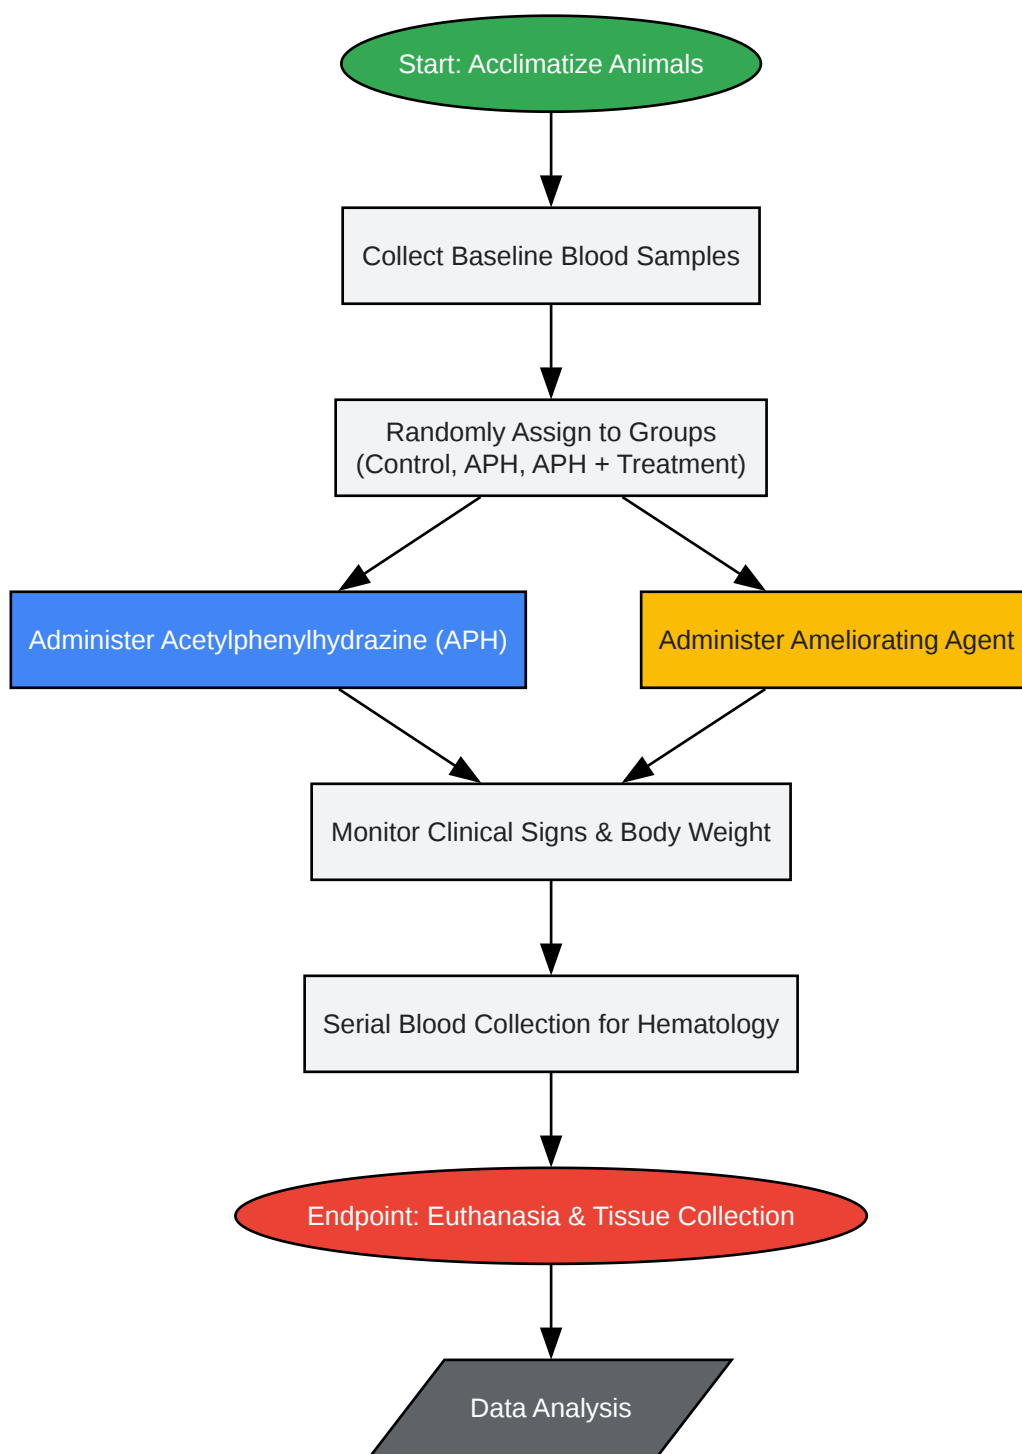 Start: Acclimatize Animals
Collect Baseline Blood Samples
Randomly Assign to Groups
(Control, APH, APH + Treatment)
Administer Acetylphenylhydrazine (APH)
Administer Ameliorating Agent
Monitor Clinical Signs & Body Weight
Serial Blood Collection for Hematology
Endpoint: Euthanasia & Tissue Collection
Data Analysis